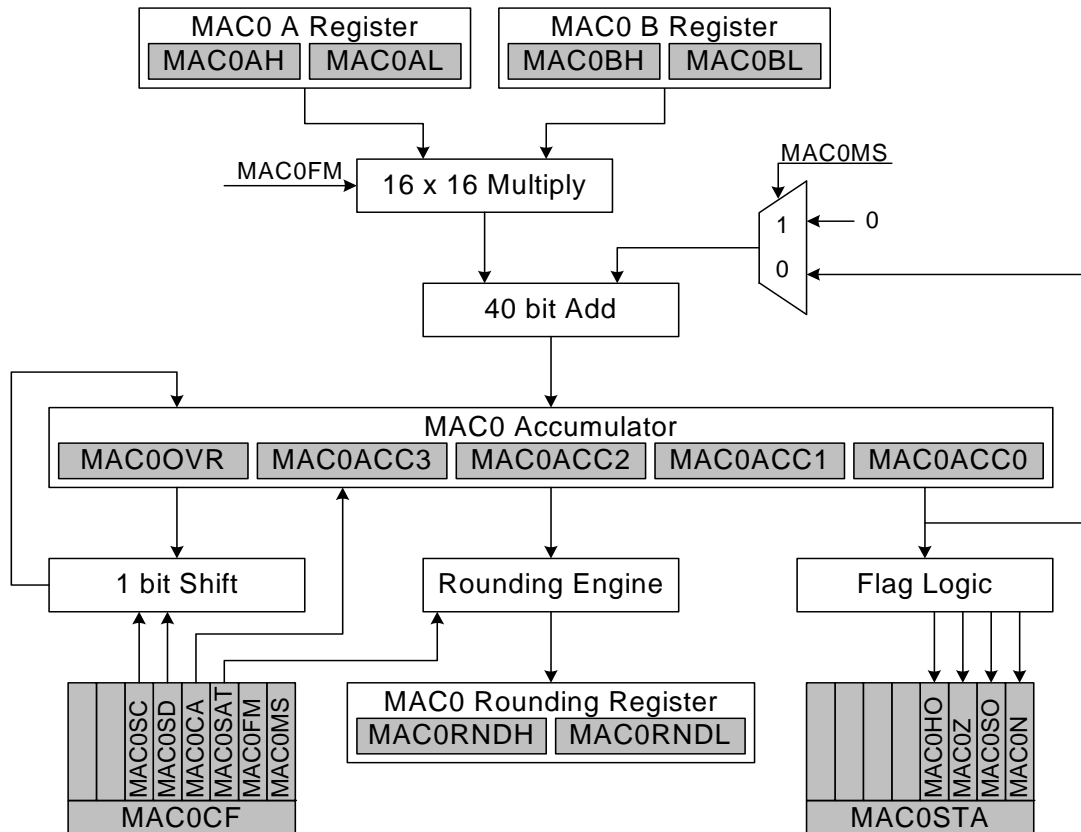 MAC0 A Register
MAC0AH MAC0AL
MAC0 B Register
MAC0BH MAC0BL
MAC0FM
16 x 16 Multiply
MAC0MS
1
0
0
40 bit Add
MAC0 Accumulator
MAC0OVR MAC0ACC3 MAC0ACC2 MAC0ACC1 MAC0ACC0
1 bit Shift
Rounding Engine
Flag Logic
MAC0SC
MAC0SD
MAC0CA
MAC0SAT
MAC0FM
MAC0MS
MAC0CF
MAC0 Rounding Register
MAC0RNDH MAC0RNDL
MAC0HO
MAC0Z
MAC0SO
MAC0N
MAC0STA